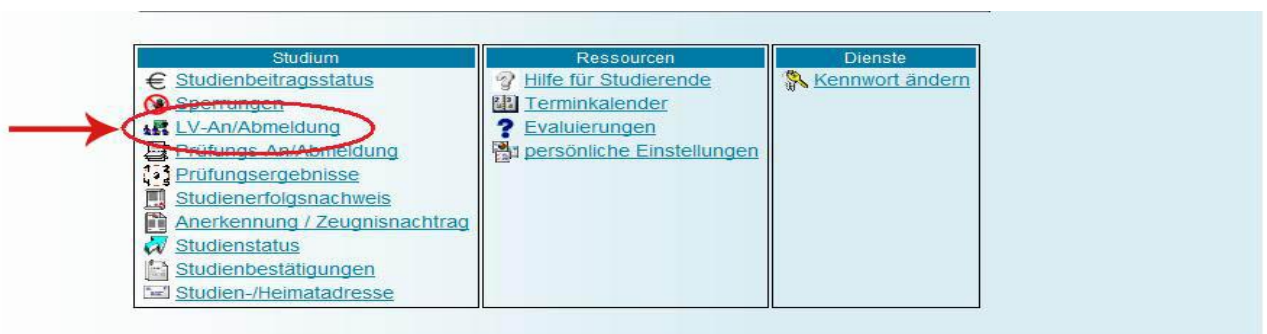 Studium
Studienbeitragsstatus
Sperrungen
LV-An/Abmeldung
Prüfungs-An/Abmeldung
Prüfungsergebnisse
Studienerfolgsnachweis
Anerkennung / Zeugnisnachtrag
Studienstatus
Studienbestätigungen
Studien-/Heimatadresse
Ressourcen
Hilfe für Studierende
Terminkalender
Evaluierungen
persönliche Einstellungen
Dienste
Kennwort ändern